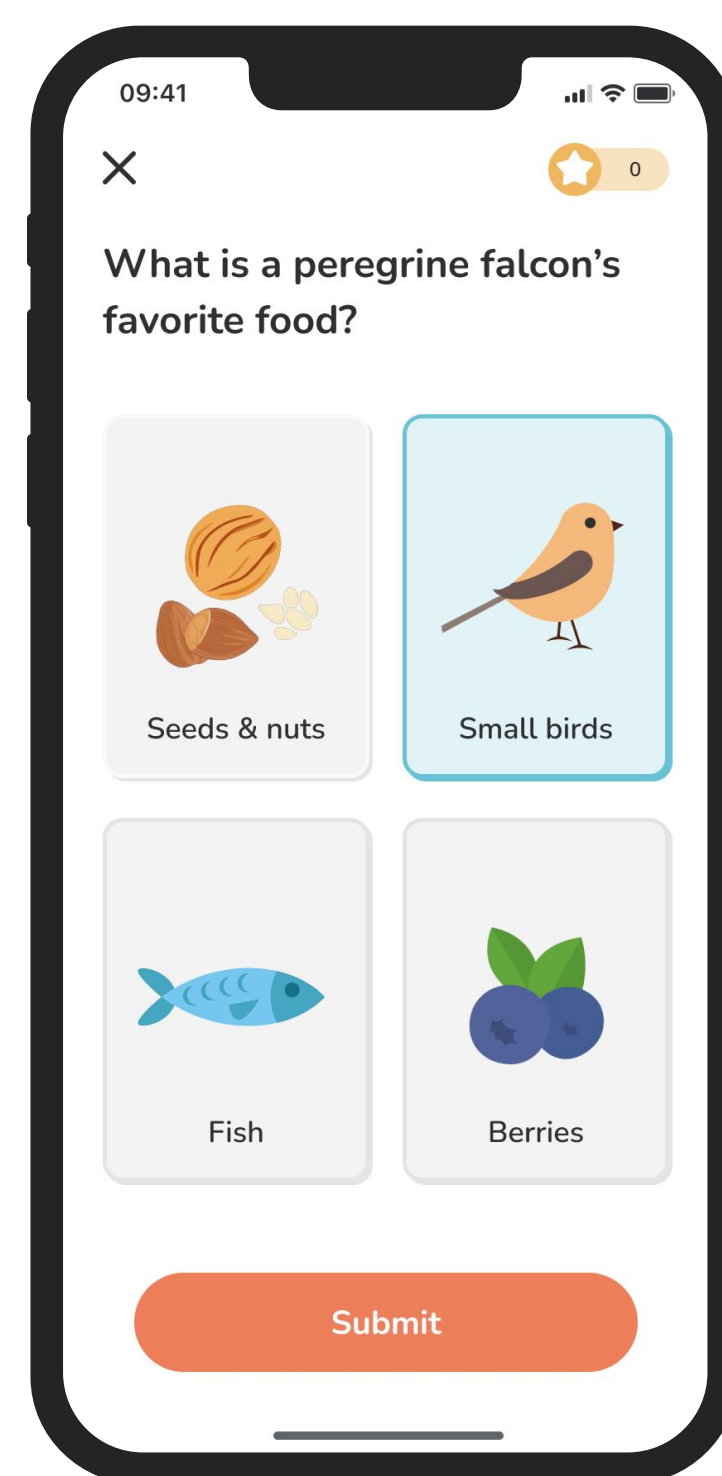 09:41
0
What is a peregrine falcon’s
favorite food?
Seeds & nuts
Small birds
Fish
Berries
Submit